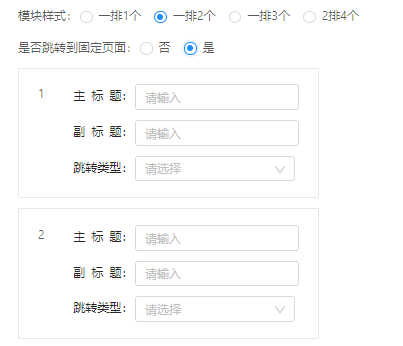 模块样式: 一排1个 一排2个 一排3个 2排4个
是否跳转到固定页面: 否 是
1 主 标 题: 请输入
副 标 题: 请输入
跳转类型: 请选择
2 主 标 题: 请输入
副 标 题: 请输入
跳转类型: 请选择